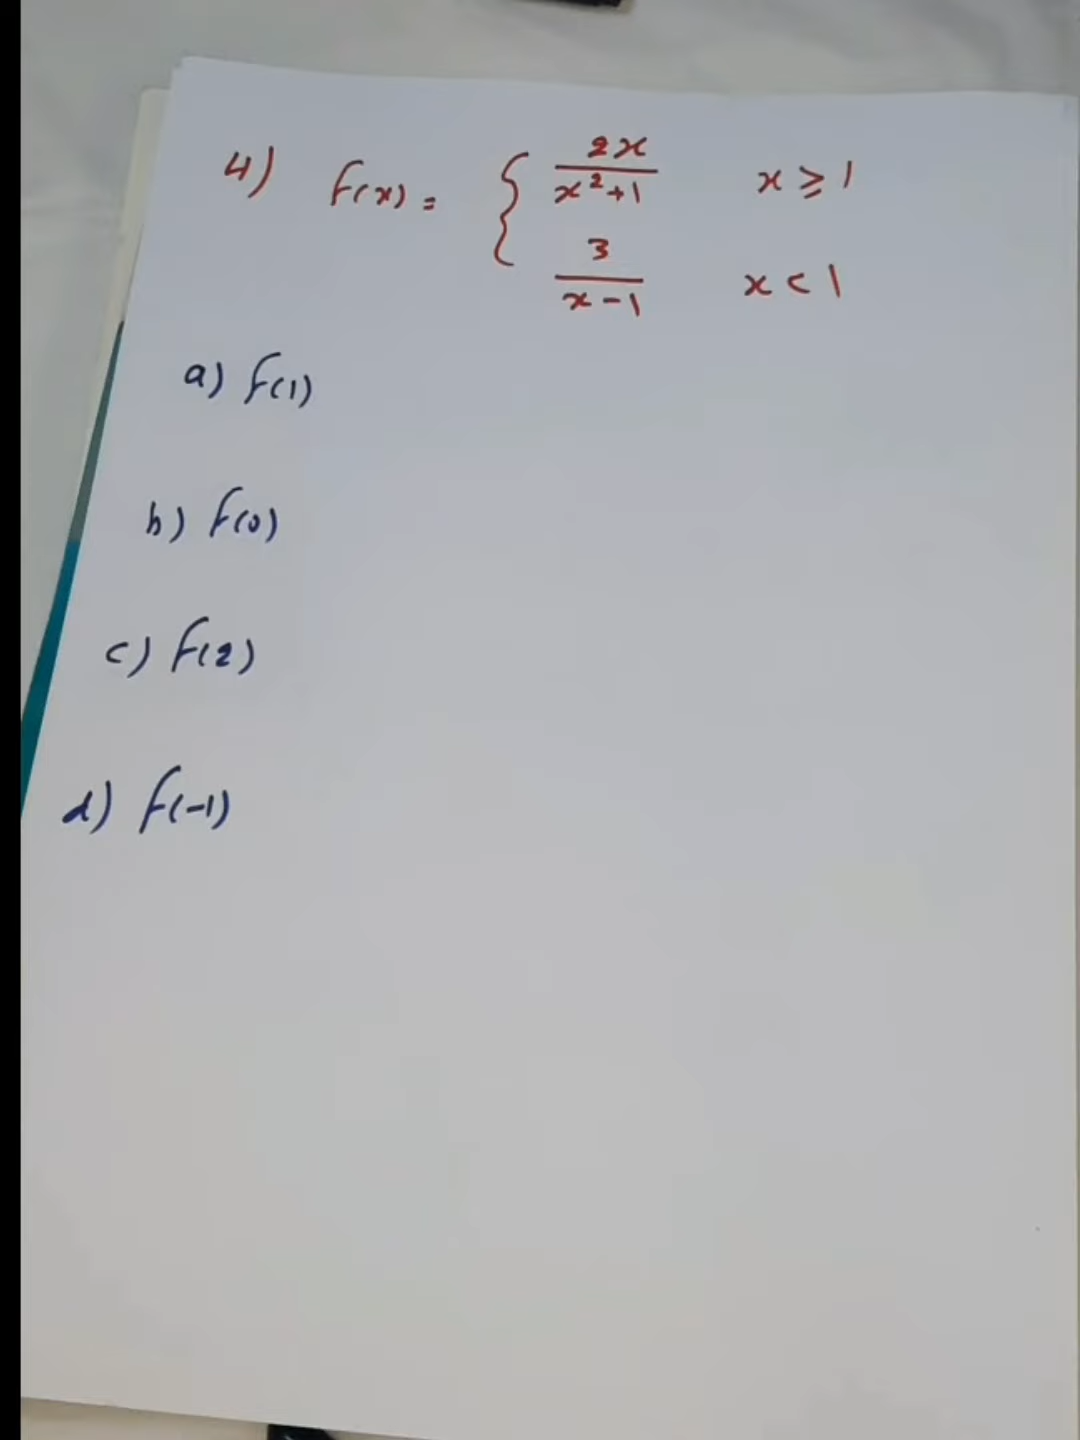 4) f(x) = { 2x / x² + 1    x ≥ 1
3 / x - 1    x < 1
a) f(1)
b) f(0)
c) f(2)
d) f(-1)